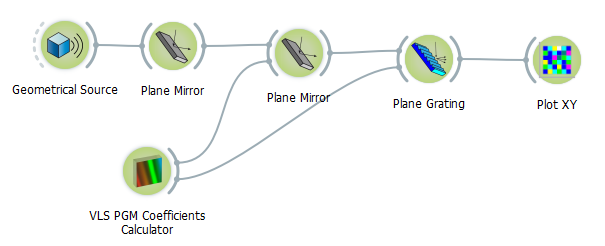 Geometrical Source
Plane Mirror
Plane Mirror
Plane Grating
Plot XY
VLS PGM Coefficients
Calculator